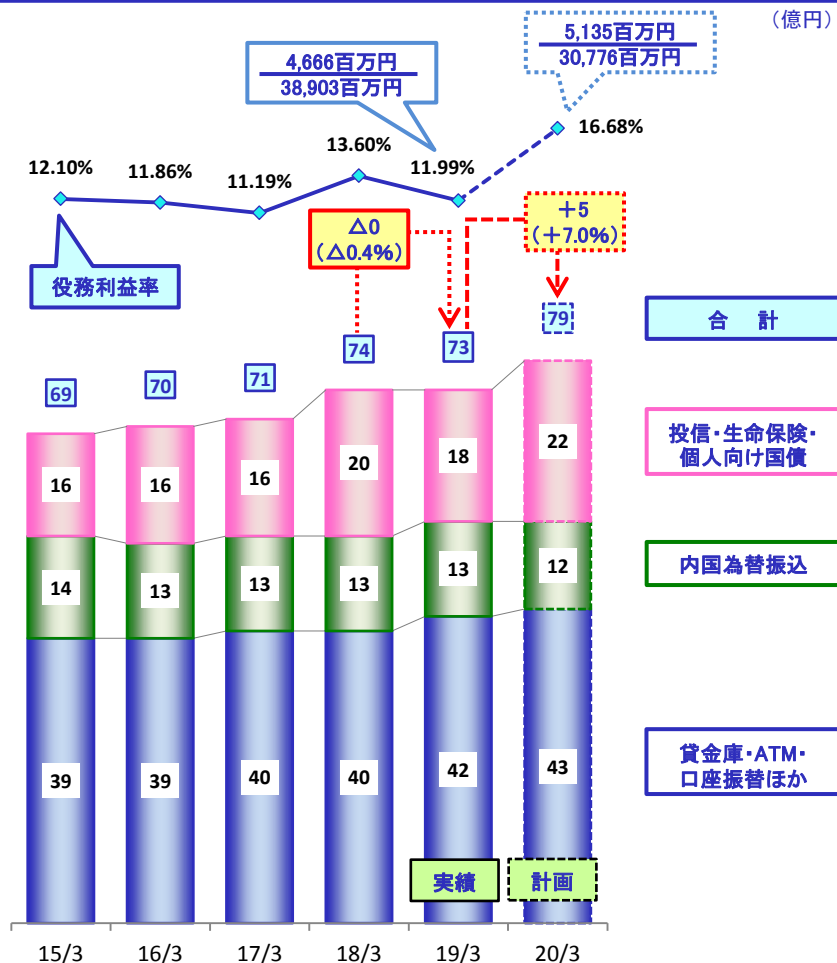 （億円）
5,135百万円
30,776百万円
4,666百万円
38,903百万円
12.10%
11.86%
11.19%
13.60%
11.99%
16.68%
役務利益率
△0
（△0.4%）
＋5
（＋7.0%）
69
70
71
74
73
79
合　計
16
16
16
20
18
22
投信・生命保険・
個人向け国債
14
13
13
13
13
12
内国為替振込
39
39
40
40
42
43
貸金庫・ATM・
口座振替ほか
実績
計画
15/3
16/3
17/3
18/3
19/3
20/3